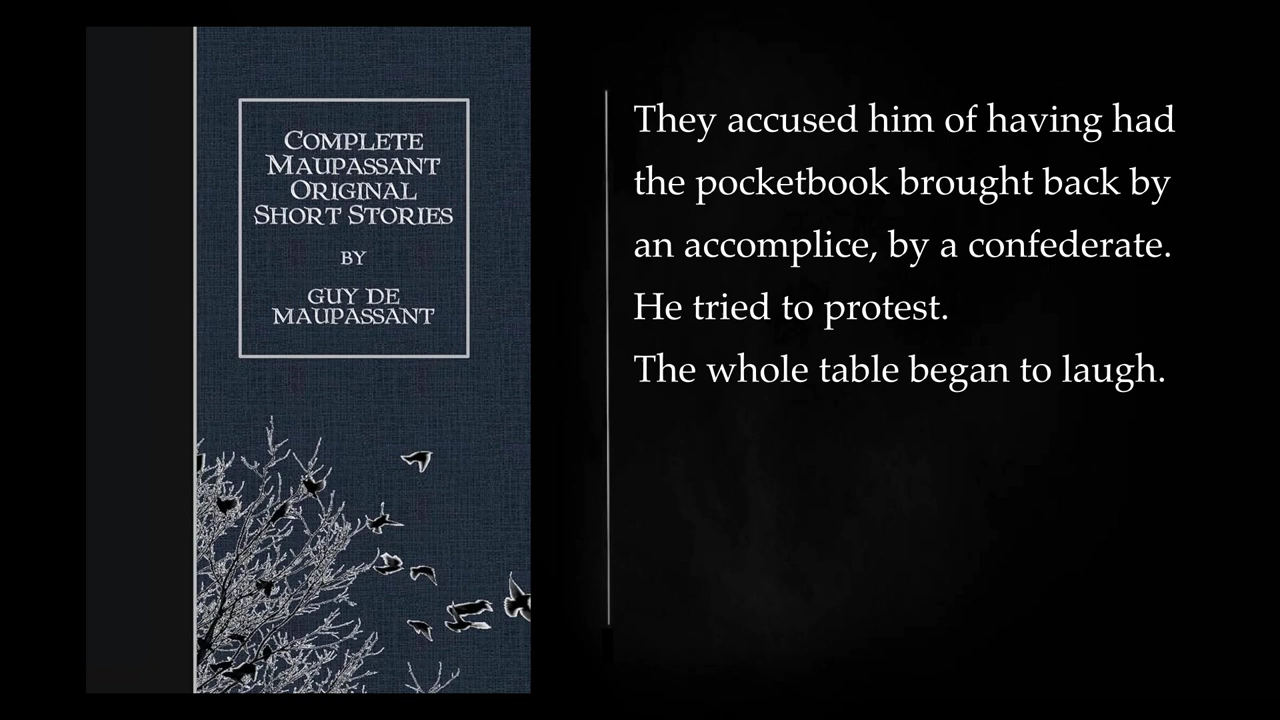 COMPLETE
MAUPASSANT
ORIGINAL
SHORT STORIES
BY
GUY DE
MAUPASSANT
They accused him of having had
the pocketbook brought back by
an accomplice, by a confederate.
He tried to protest.
The whole table began to laugh.